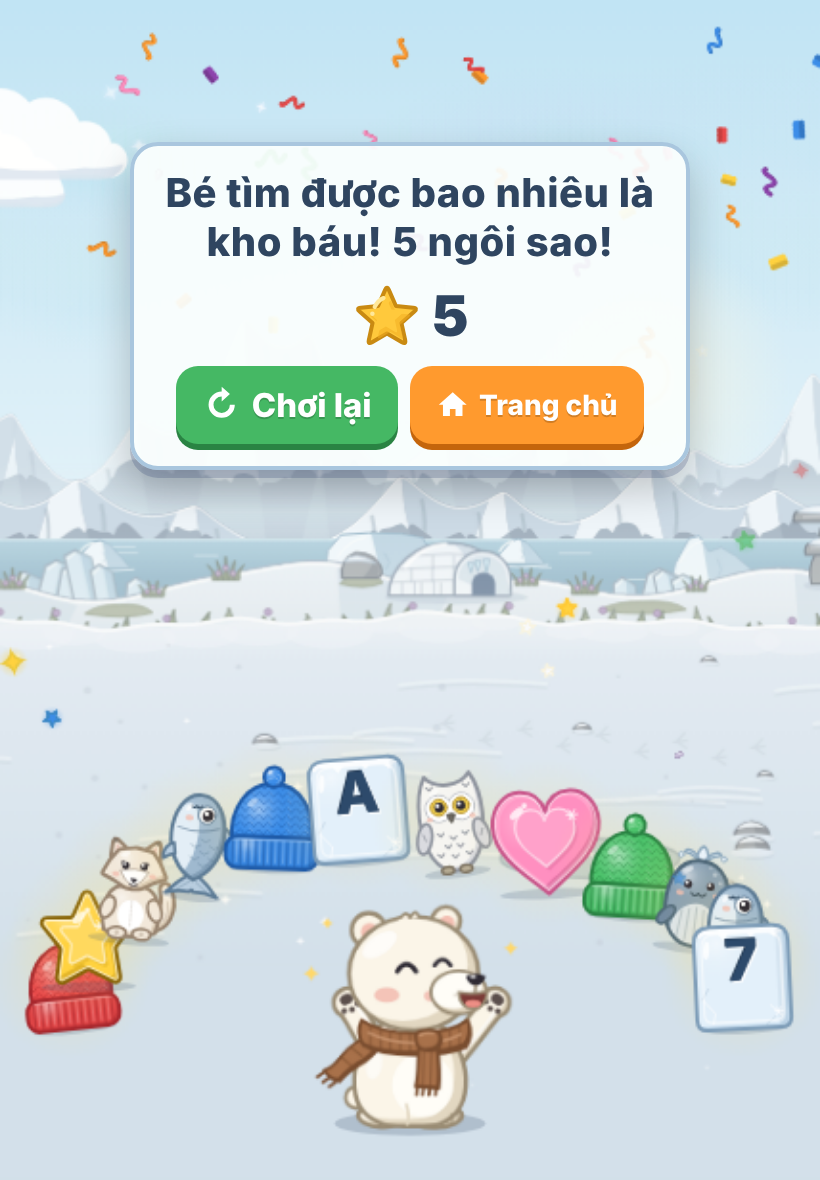 Bé tìm được bao nhiêu là
kho báu! 5 ngôi sao!
5
Chơi lại
Trang chủ
A
7